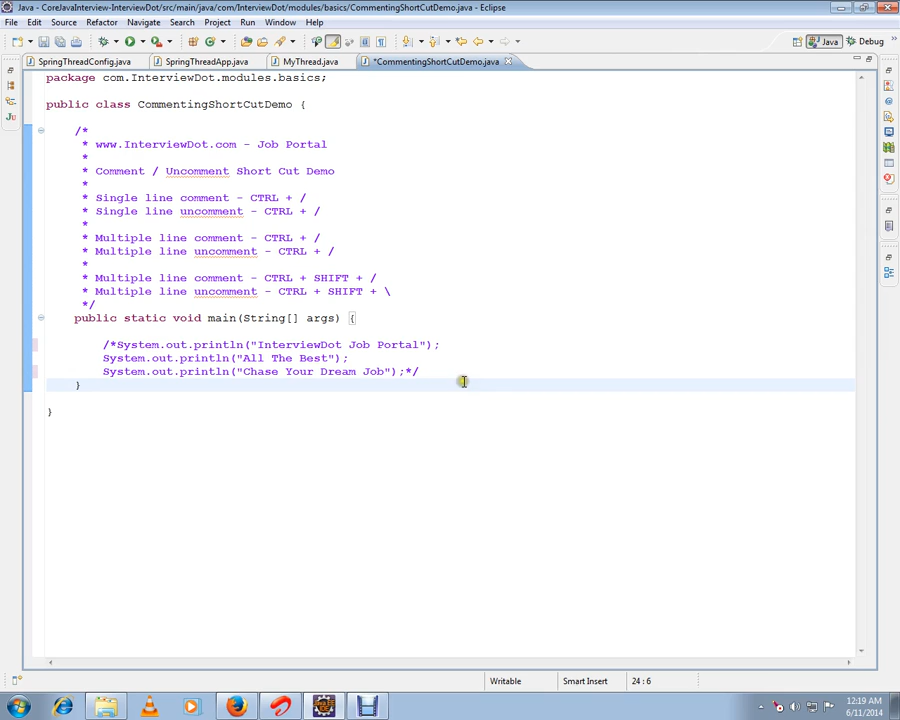 Java - CoreJavaInterview-InterviewDot/src/main/java/com/InterviewDot/modules/basics/CommentingShortCutDemo.java - Eclipse
File Edit Source Refactor Navigate Search Project Run Window Help
Java Debug
SpringThreadConfig.java SpringThreadApp.java MyThread.java *CommentingShortCutDemo.java
package com.InterviewDot.modules.basics;
public class CommentingShortCutDemo {
/*
* www.InterviewDot.com - Job Portal
*
* Comment / Uncomment Short Cut Demo
*
* Single line comment - CTRL + /
* Single line uncomment - CTRL + /
*
* Multiple line comment - CTRL + /
* Multiple line uncomment - CTRL + /
*
* Multiple line comment - CTRL + SHIFT + /
* Multiple line uncomment - CTRL + SHIFT + \
*/
public static void main(String[] args) {
/*System.out.println("InterviewDot Job Portal");
System.out.println("All The Best");
System.out.println("Chase Your Dream Job");*/
}
}
Writable Smart Insert 24 : 6
12:19 AM
6/11/2014